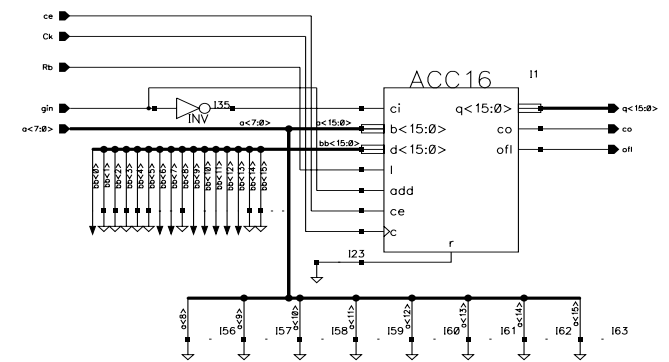 ce
Ck
Rb
gin
a<7:0>
INV
I35
a<7:0>
a<15:0>
bb<15:0>
ACC16
I1
ci
b<15:0>
d<15:0>
l
add
ce
c
r
q<15:0>
co
ofl
q<15:0>
co
ofl
bb<0>
bb<1>
bb<2>
bb<3>
bb<4>
bb<5>
bb<6>
bb<7>
bb<8>
bb<9>
bb<10>
bb<11>
bb<12>
bb<13>
bb<14>
bb<15>
I23
a<8>
a<9>
a<10>
a<11>
a<12>
a<13>
a<14>
a<15>
I56
I57
I58
I59
I60
I61
I62
I63